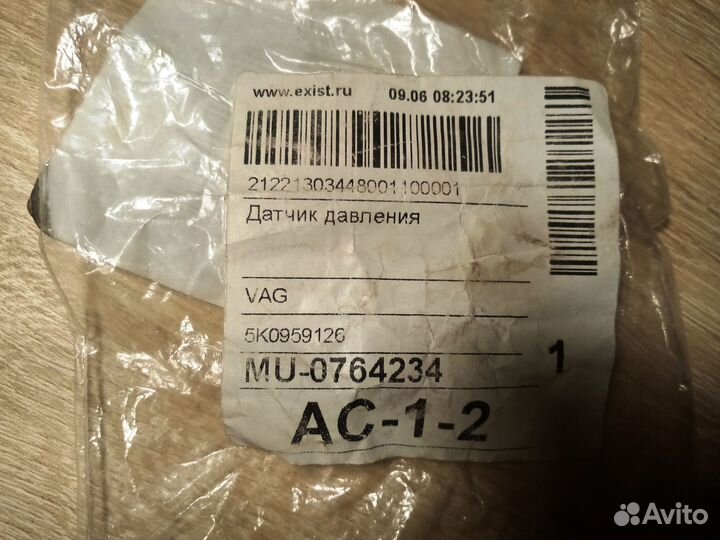 www.exist.ru 09.06 08:23:51
21221303448001100001
Датчик давления
VAG
5K0959126
MU-0764234 1
AC-1-2
Avito